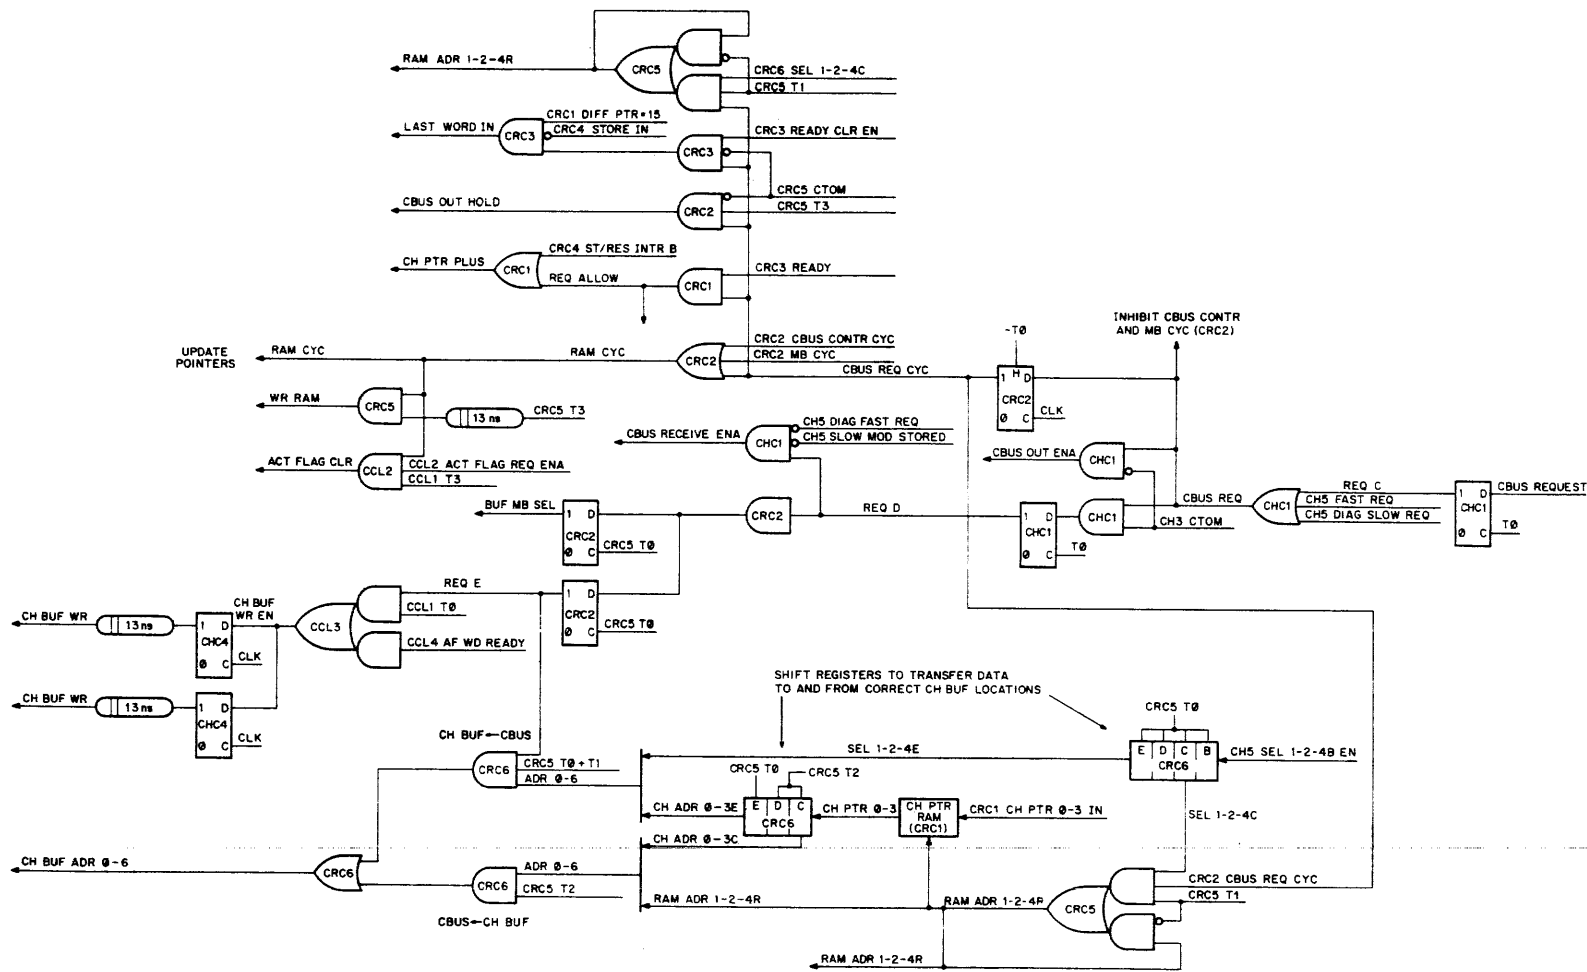 RAM ADR 1-2-4R
CRC5
CRC6 SEL 1-2-4C
CRC5 T1
CRC1 DIFF PTR=15
LAST WORD IN
CRC3
CRC4 STORE IN
CRC3
CRC3 READY CLR EN
CRC5 CTOM
CBUS OUT HOLD
CRC2
CRC5 T3
CRC4 ST/RES INTR B
CH PTR PLUS
CRC1
REQ ALLOW
CRC1
CRC3 READY
INHIBIT CBUS CONTR
AND MB CYC (CRC2)
-TØ
UPDATE
POINTERS
RAM CYC
RAM CYC
CRC2
CRC2 CBUS CONTR CYC
CRC2 MB CYC
CBUS REQ CYC
1 H D
CRC2
Ø C
CLK
WR RAM
CRC5
13 ns
CRC5 T3
CBUS RECEIVE ENA
CHC1
CH5 DIAG FAST REQ
CH5 SLOW MOD STORED
CBUS OUT ENA
CHC1
ACT FLAG CLR
CCL2
CCL2 ACT FLAG REQ ENA
CCL1 T3
BUF MB SEL
1 D
CRC2
Ø C
CRC5 TØ
CRC2
REQ D
1 D
CHC1
Ø C
TØ
CHC1
CH3 CTOM
CBUS REQ
CHC1
REQ C
CH5 FAST REQ
CH5 DIAG SLOW REQ
1 D
CHC1
Ø C
CBUS REQUEST
TØ
REQ E
1 D
CRC2
Ø C
CRC5 TØ
CH BUF WR
13 ns
1 D
CHC4
Ø C
CLK
CH BUF
WR EN
CCL3
CCL1 TØ
CCL4 AF WD READY
CH BUF WR
13 ns
1 D
CHC4
Ø C
CLK
SHIFT REGISTERS TO TRANSFER DATA
TO AND FROM CORRECT CH BUF LOCATIONS
CRC5 TØ
CH BUF←CBUS
SEL 1-2-4E
E D C B
CRC6
CH5 SEL 1-2-4B EN
CRC6
CRC5 TØ+T1
ADR Ø-6
CRC5 TØ
CRC5 T2
CH ADR Ø-3E
E D C
CRC6
CH PTR Ø-3
CH PTR
RAM
(CRC1)
CRC1 CH PTR Ø-3 IN
SEL 1-2-4C
CH ADR Ø-3C
CH BUF ADR Ø-6
CRC6
CRC6
ADR Ø-6
CRC5 T2
CBUS←CH BUF
RAM ADR 1-2-4R
RAM ADR 1-2-4R
CRC5
CRC2 CBUS REQ CYC
CRC5 T1
RAM ADR 1-2-4R